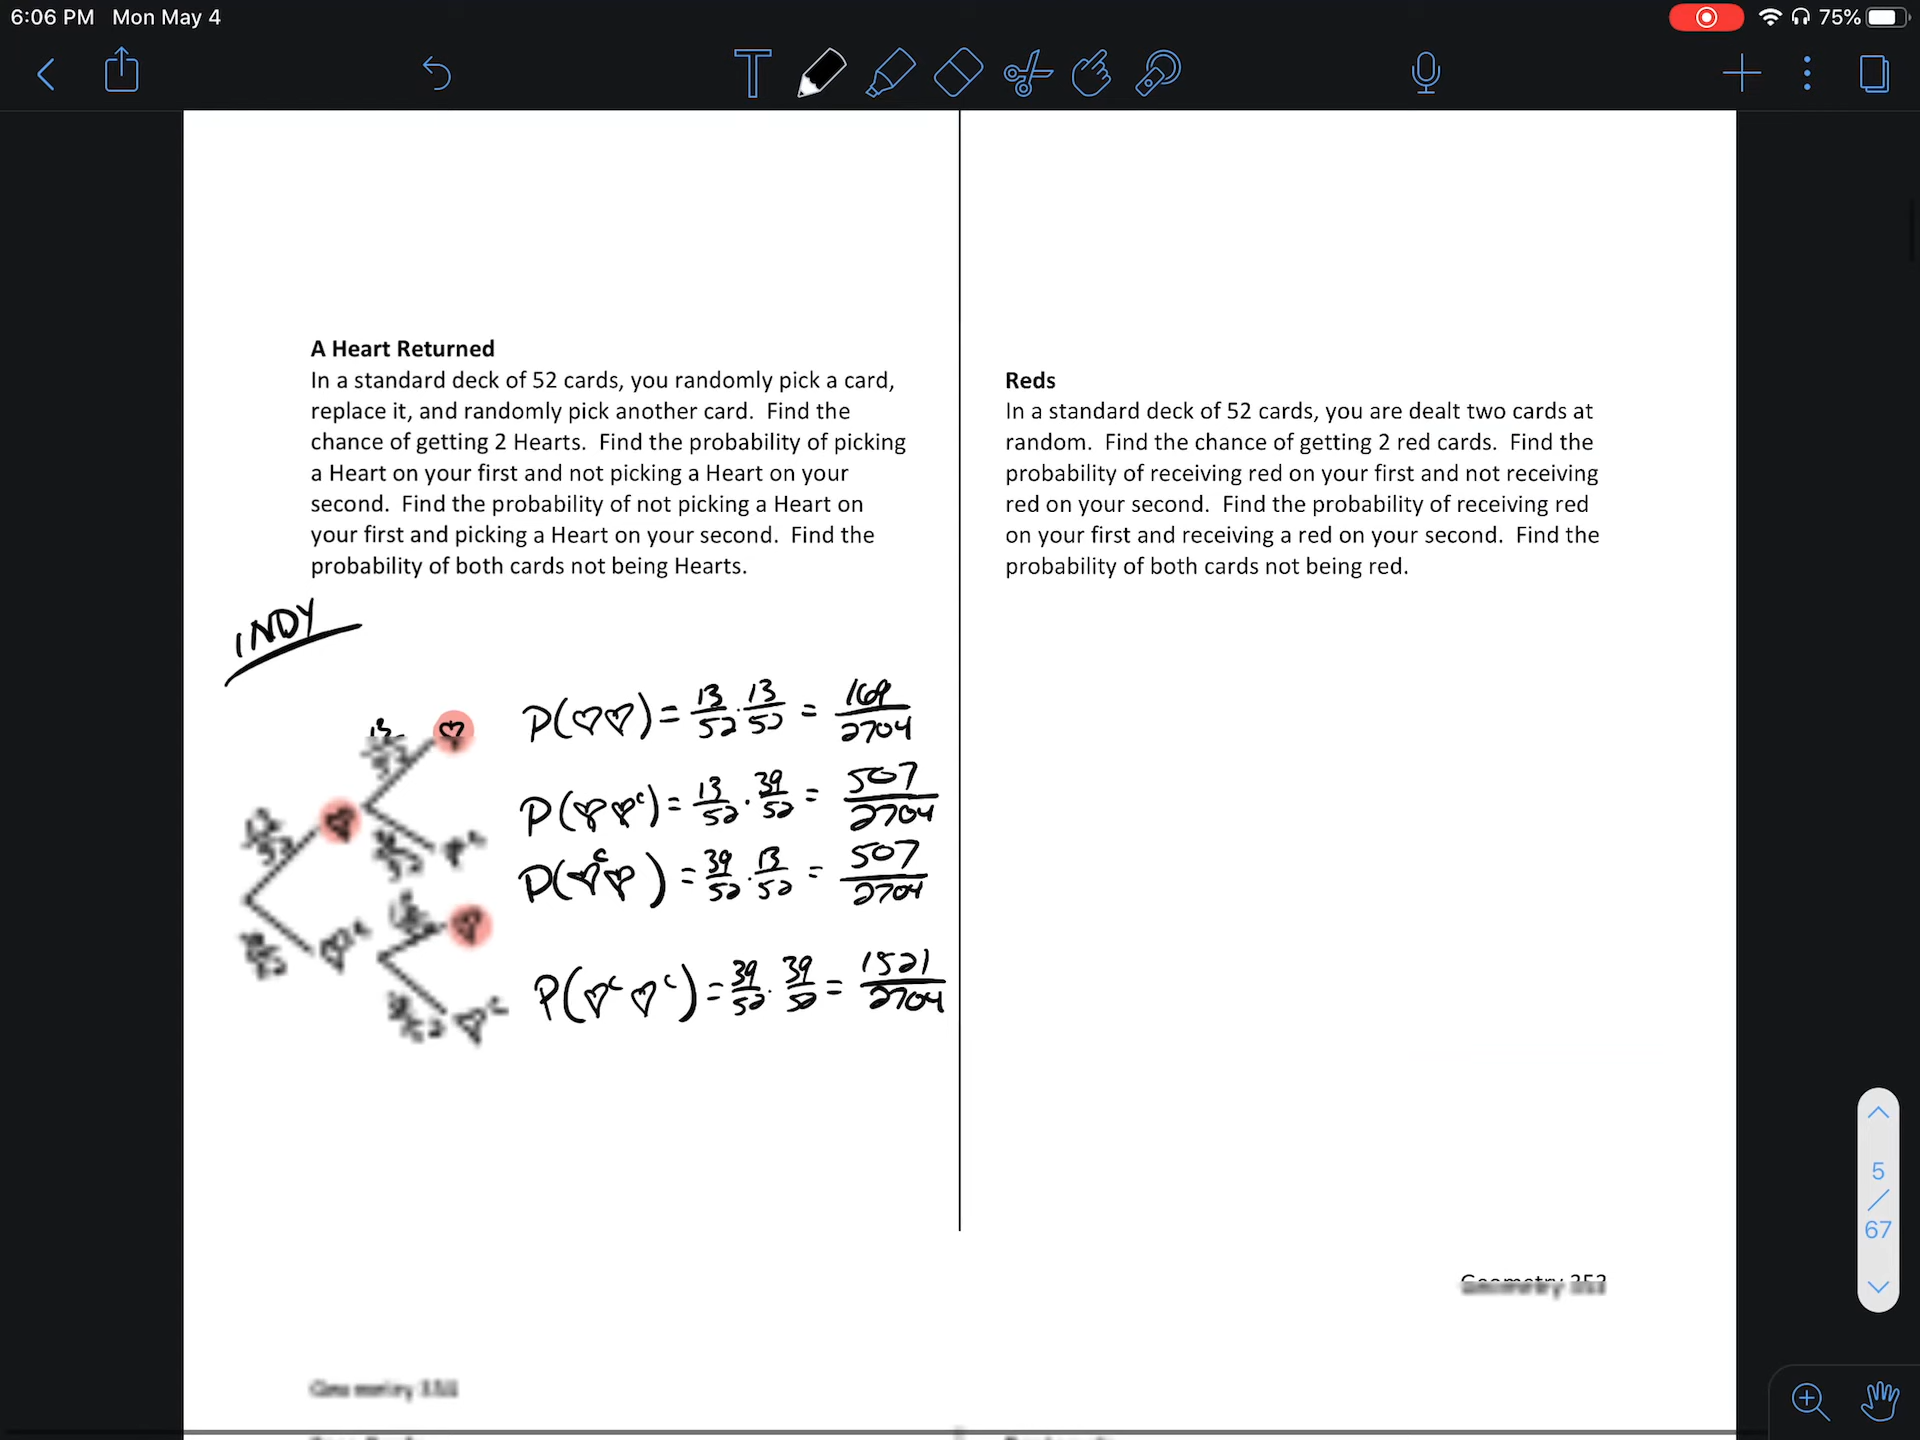 6:06 PM Mon May 4
75%
A Heart Returned
In a standard deck of 52 cards, you randomly pick a card,
replace it, and randomly pick another card. Find the
chance of getting 2 Hearts. Find the probability of picking
a Heart on your first and not picking a Heart on your
second. Find the probability of not picking a Heart on
your first and picking a Heart on your second. Find the
probability of both cards not being Hearts.
INDY
P(♡♡) = 13/52 · 13/52 = 169/2704
P(♡♡ᶜ) = 13/52 · 39/52 = 507/2704
P(♡ᶜ♡) = 39/52 · 13/52 = 507/2704
P(♡ᶜ♡ᶜ) = 39/52 · 39/52 = 1521/2704
Reds
In a standard deck of 52 cards, you are dealt two cards at
random. Find the chance of getting 2 red cards. Find the
probability of receiving red on your first and not receiving
red on your second. Find the probability of receiving red
on your first and receiving a red on your second. Find the
probability of both cards not being red.
5
/
67